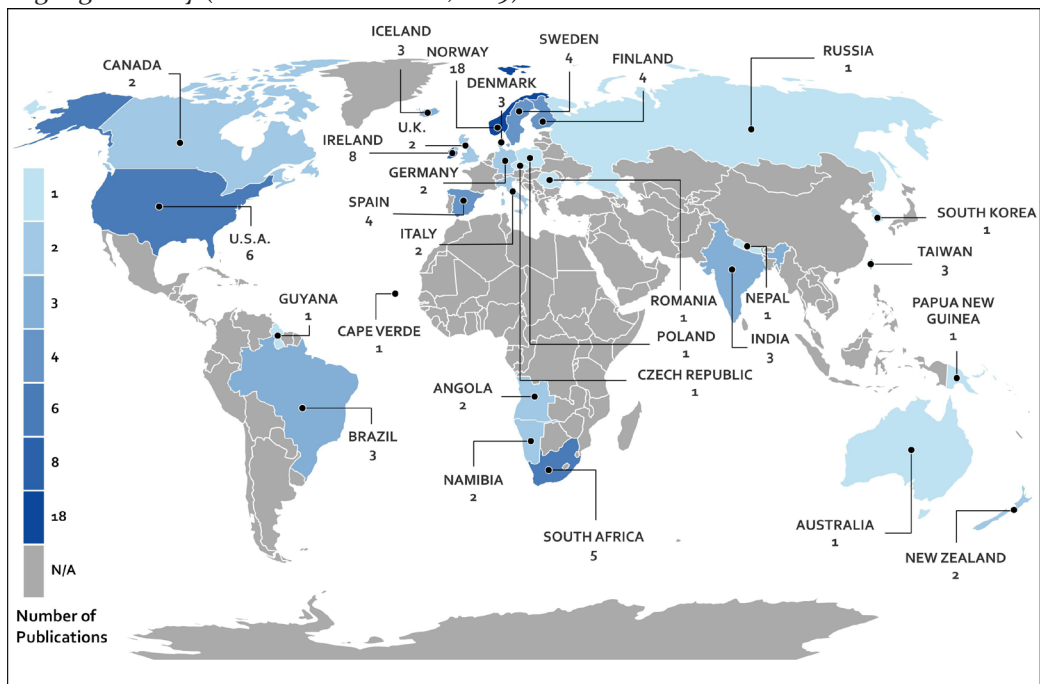 ICELAND
3
NORWAY
18
SWEDEN
4
FINLAND
4
RUSSIA
1
CANADA
2
DENMARK
3
U.K.
2
IRELAND
8
GERMANY
2
SPAIN
4
ITALY
2
U.S.A.
6
SOUTH KOREA
1
TAIWAN
3
GUYANA
1
CAPE VERDE
1
ROMANIA
1
NEPAL
1
PAPUA NEW
GUINEA
1
POLAND
1
INDIA
3
CZECH REPUBLIC
1
ANGOLA
2
BRAZIL
3
NAMIBIA
2
SOUTH AFRICA
5
AUSTRALIA
1
NEW ZEALAND
2
1
2
3
4
6
8
18
N/A
Number of
Publications